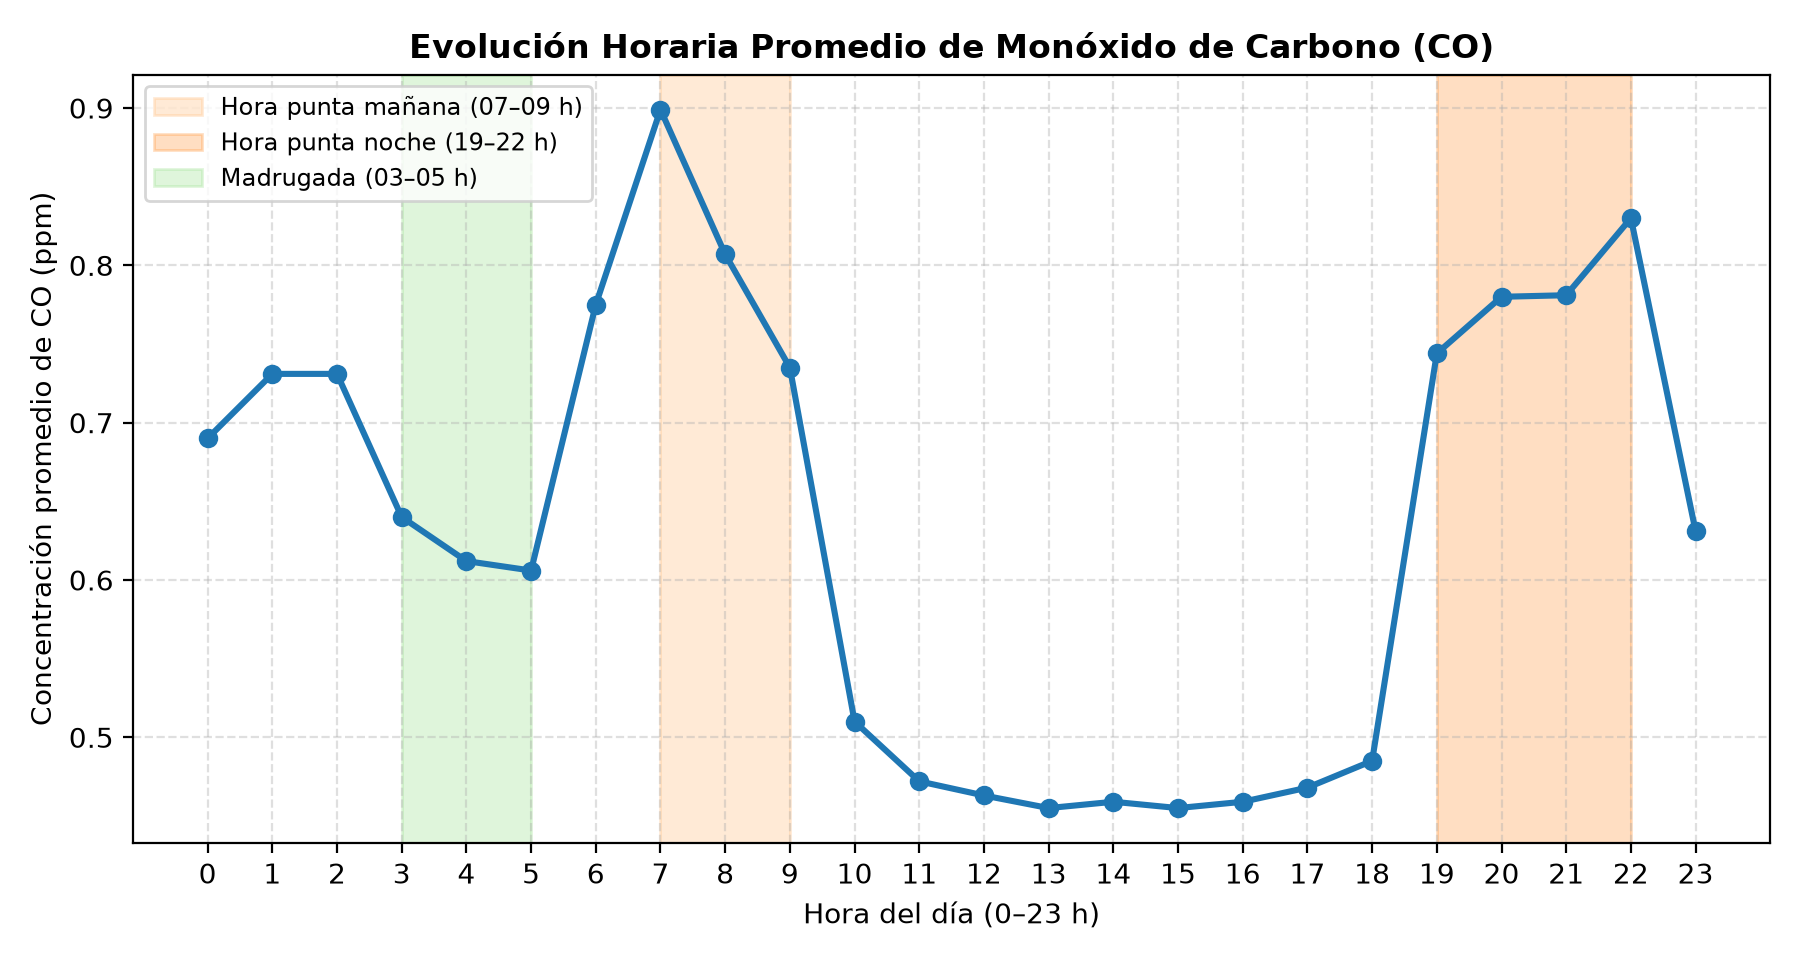 Evolución Horaria Promedio de Monóxido de Carbono (CO)
Hora punta mañana (07–09 h)
Hora punta noche (19–22 h)
Madrugada (03–05 h)
Concentración promedio de CO (ppm)
0.9
0.8
0.7
0.6
0.5
0 1 2 3 4 5 6 7 8 9 10 11 12 13 14 15 16 17 18 19 20 21 22 23
Hora del día (0–23 h)